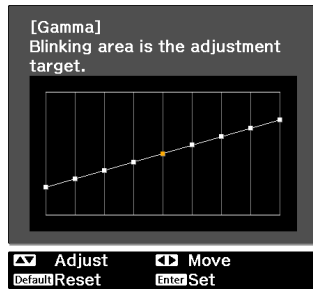 [Gamma]
Blinking area is the adjustment
target.
Adjust Move
Default Reset Enter Set